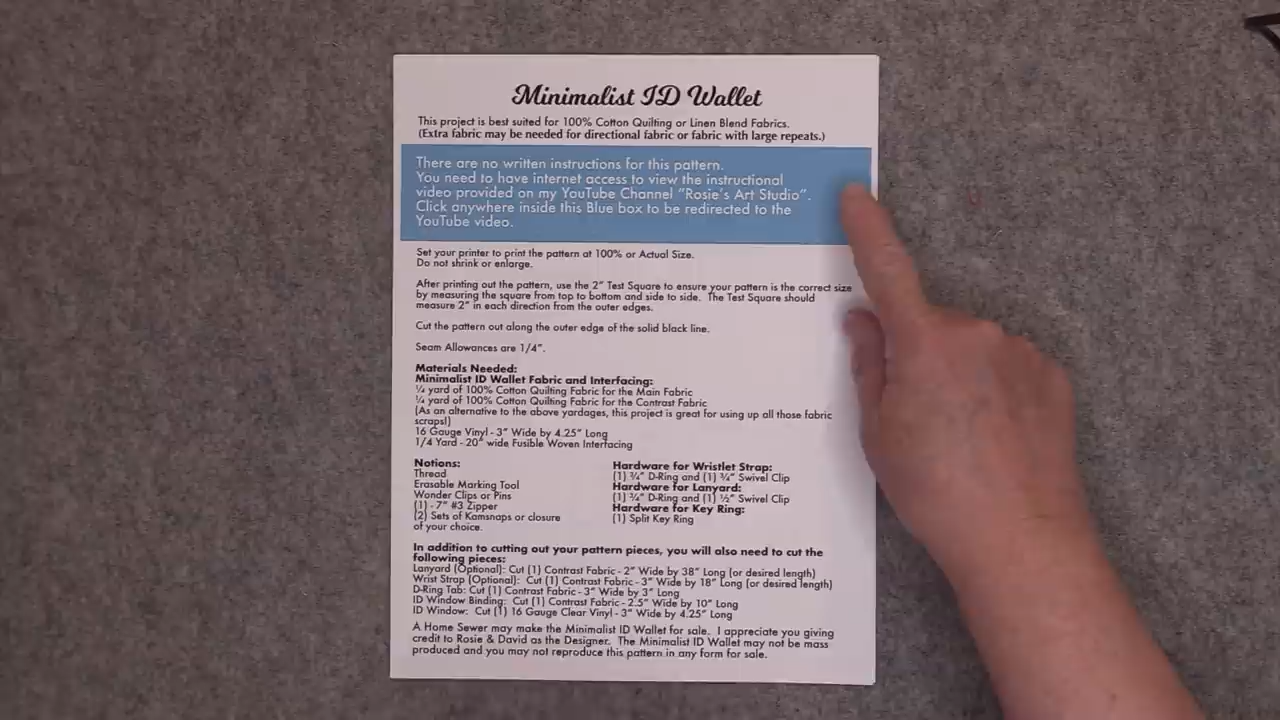 Minimalist ID Wallet
This project is best suited for 100% Cotton Quilting or Linen Blend Fabrics.
(Extra fabric may be needed for directional fabric or fabric with large repeats.)
There are no written instructions for this pattern.
You need to have internet access to view the instructional
video provided on my YouTube Channel "Rosie's Art Studio".
Click anywhere inside this Blue box to be redirected to the
YouTube video.
Set your printer to print the pattern at 100% or Actual Size.
Do not shrink or enlarge.
After printing out the pattern, use the 2" Test Square to ensure your pattern is the correct size
by measuring the square from top to bottom and side to side. The Test Square should
measure 2" in each direction from the outer edges.
Cut the pattern out along the outer edge of the solid black line.
Seam Allowances are 1/4".
Materials Needed:
Minimalist ID Wallet Fabric and Interfacing:
¼ yard of 100% Cotton Quilting Fabric for the Main Fabric
¼ yard of 100% Cotton Quilting Fabric for the Contrast Fabric
(As an alternative to the above yardages, this project is great for using up all those fabric
scraps!)
16 Gauge Vinyl - 3" Wide by 4.25" Long
1/4 Yard - 20" wide Fusible Woven Interfacing
Notions:
Thread
Erasable Marking Tool
Wonder Clips or Pins
(1) - 7" #3 Zipper
(2) Sets of Kamsnaps or closure
of your choice.
Hardware for Wristlet Strap:
(1) ¾" D-Ring and (1) ¾" Swivel Clip
Hardware for Lanyard:
(1) ¾" D-Ring and (1) ½" Swivel Clip
Hardware for Key Ring:
(1) Split Key Ring
In addition to cutting out your pattern pieces, you will also need to cut the
following pieces:
Lanyard (Optional): Cut (1) Contrast Fabric - 2" Wide by 38" Long (or desired length)
Wrist Strap (Optional): Cut (1) Contrast Fabric - 3" Wide by 18" Long (or desired length)
D-Ring Tab: Cut (1) Contrast Fabric - 3" Wide by 3" Long
ID Window Binding: Cut (1) Contrast Fabric - 2.5" Wide by 10" Long
ID Window: Cut (1) 16 Gauge Clear Vinyl - 3" Wide by 4.25" Long
A Home Sewer may make the Minimalist ID Wallet for sale. I appreciate you giving
credit to Rosie & David as the Designer. The Minimalist ID Wallet may not be mass
produced and you may not reproduce this pattern in any form for sale.